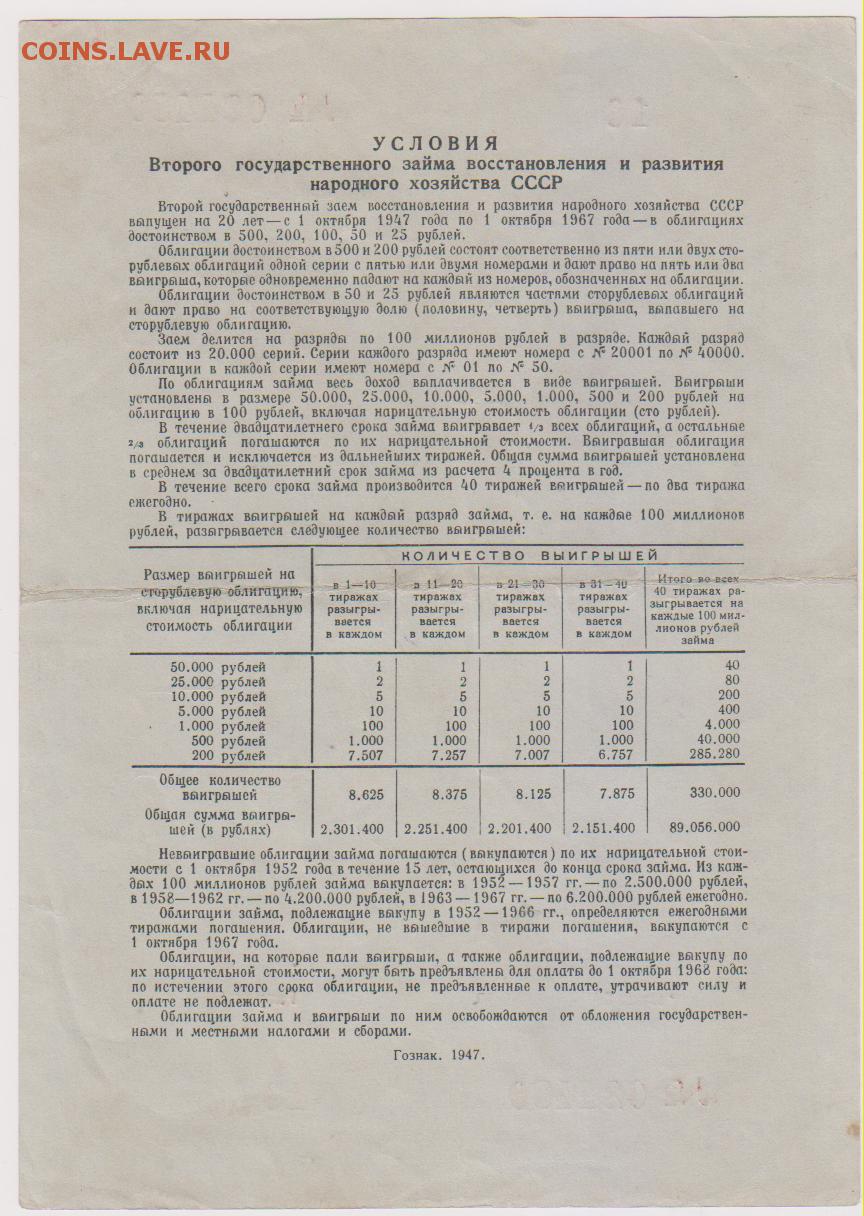 COINS.LAVE.RU
УСЛОВИЯ
Второго государственного займа восстановления и развития
народного хозяйства СССР
Второй государственный заем восстановления и развития народного хозяйства СССР
выпущен на 20 лет—с 1 октября 1947 года по 1 октября 1967 года—в облигациях
достоинством в 500, 200, 100, 50 и 25 рублей.
Облигации достоинством в 500 и 200 рублей состоят соответственно из пяти или двух сто-
рублевых облигаций одной серии с пятью или двумя номерами и дают право на пять или два
выигрыша, которые одновременно падают на каждый из номеров, обозначенных на облигации.
Облигации достоинством в 50 и 25 рублей являются частями сторублевых облигаций
и дают право на соответствующую долю (половину, четверть) выигрыша, выпавшего на
сторублевую облигацию.
Заем делится на разряды по 100 миллионов рублей в разряде. Каждый разряд
состоит из 20.000 серий. Серии каждого разряда имеют номера с № 20001 по № 40000.
Облигации в каждой серии имеют номера с № 01 по № 50.
По облигациям займа весь доход выплачивается в виде выигрышей. Выигрыши
установлены в размере 50.000, 25.000, 10.000, 5.000, 1.000, 500 и 200 рублей на
облигацию в 100 рублей, включая нарицательную стоимость облигации (сто рублей).
В течение двадцатилетнего срока займа выигрывает 1/3 всех облигаций, а остальные
2/3 облигаций погашаются по их нарицательной стоимости. Выигравшая облигация
погашается и исключается из дальнейших тиражей. Общая сумма выигрышей установлена
в среднем за двадцатилетний срок займа из расчета 4 процента в год.
В течение всего срока займа производится 40 тиражей выигрышей—по два тиража
ежегодно.
В тиражах выигрышей на каждый разряд займа, т. е. на каждые 100 миллионов
рублей, разыгрывается следующее количество выигрышей:
Размер выигрышей на
сторублевую облигацию,
включая нарицательную
стоимость облигации
КОЛИЧЕСТВО ВЫИГРЫШЕЙ
в 1—10
тиражах
разыгры-
вается
в каждом
в 11—20
тиражах
разыгры-
вается
в каждом
в 21—30
тиражах
разыгры-
вается
в каждом
в 31—40
тиражах
разыгры-
вается
в каждом
Итого во всех
40 тиражах ра-
зыгрывается на
каждые 100 мил-
лионов рублей
займа
50.000 рублей 1 1 1 1 40
25.000 рублей 2 2 2 2 80
10.000 рублей 5 5 5 5 200
5.000 рублей 10 10 10 10 400
1.000 рублей 100 100 100 100 4.000
500 рублей 1.000 1.000 1.000 1.000 40.000
200 рублей 7.507 7.257 7.007 6.757 285.280
Общее количество
выигрышей 8.625 8.375 8.125 7.875 330.000
Общая сумма выигры-
шей (в рублях) 2.301.400 2.251.400 2.201.400 2.151.400 89.056.000
Невыигравшие облигации займа погашаются (выкупаются) по их нарицательной стои-
мости с 1 октября 1952 года в течение 15 лет, остающихся до конца срока займа. Из каж-
дых 100 миллионов рублей займа выкупается: в 1952—1957 гг.—по 2.500.000 рублей,
в 1958—1962 гг.—по 4.200.000 рублей, в 1963—1967 гг.—по 6.200.000 рублей ежегодно.
Облигации займа, подлежащие выкупу в 1952—1966 гг., определяются ежегодными
тиражами погашения. Облигации, не вышедшие в тиражи погашения, выкупаются с
1 октября 1967 года.
Облигации, на которые пали выигрыши, а также облигации, подлежащие выкупу по
их нарицательной стоимости, могут быть предъявлены для оплаты до 1 октября 1968 года:
по истечении этого срока облигации, не предъявленные к оплате, утрачивают силу и
оплате не подлежат.
Облигации займа и выигрыши по ним освобождаются от обложения государствен-
ными и местными налогами и сборами.
Гознак. 1947.